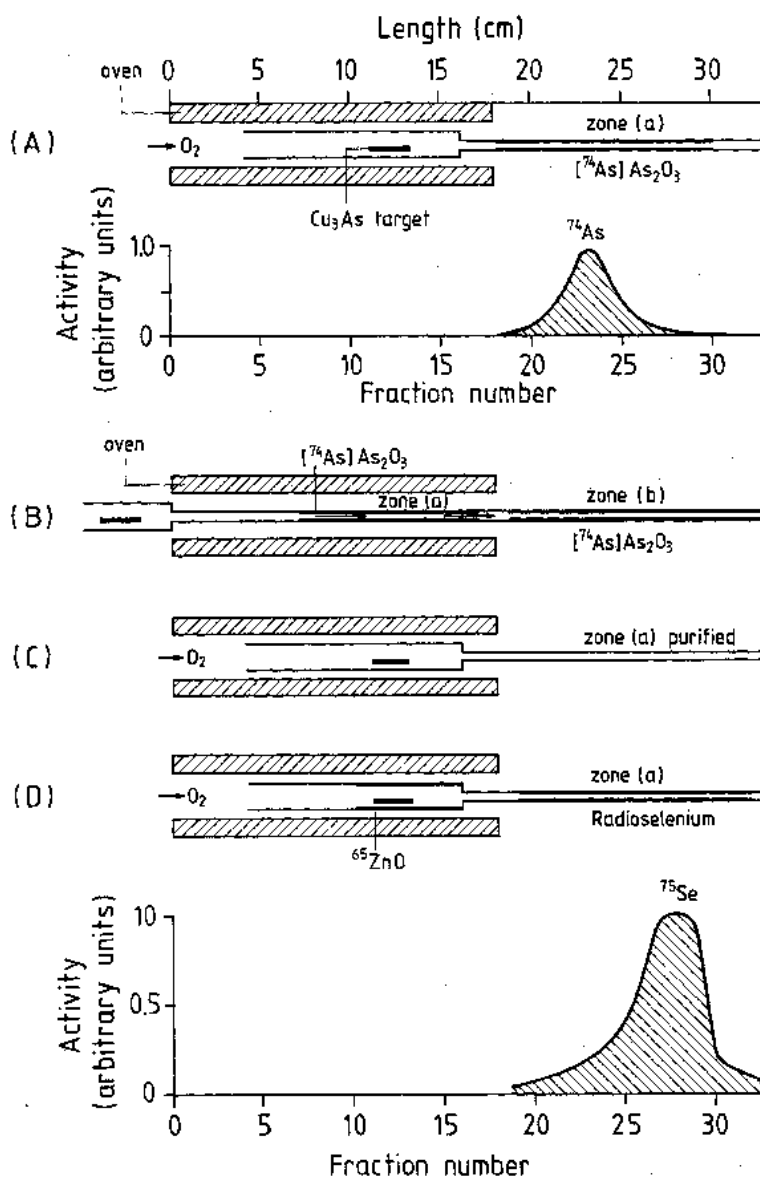 Length (cm)
oven 0 5 10 15 20 25 30
(A)
→ O₂
zone (a)
[⁷⁴As] As₂O₃
Cu₃As target
Activity
(arbitrary units)
1.0
0
⁷⁴As
0 5 10 15 20 25 30
Fraction number
oven
[⁷⁴As] As₂O₃
(B)
zone (a)
zone (b)
[⁷⁴As] As₂O₃
(C)
→ O₂
zone (a) purified
(D)
→ O₂
zone (a)
Radioselenium
⁶⁵ZnO
Activity
(arbitrary units)
10
0.5
0
⁷⁵Se
0 5 10 15 20 25 30
Fraction number